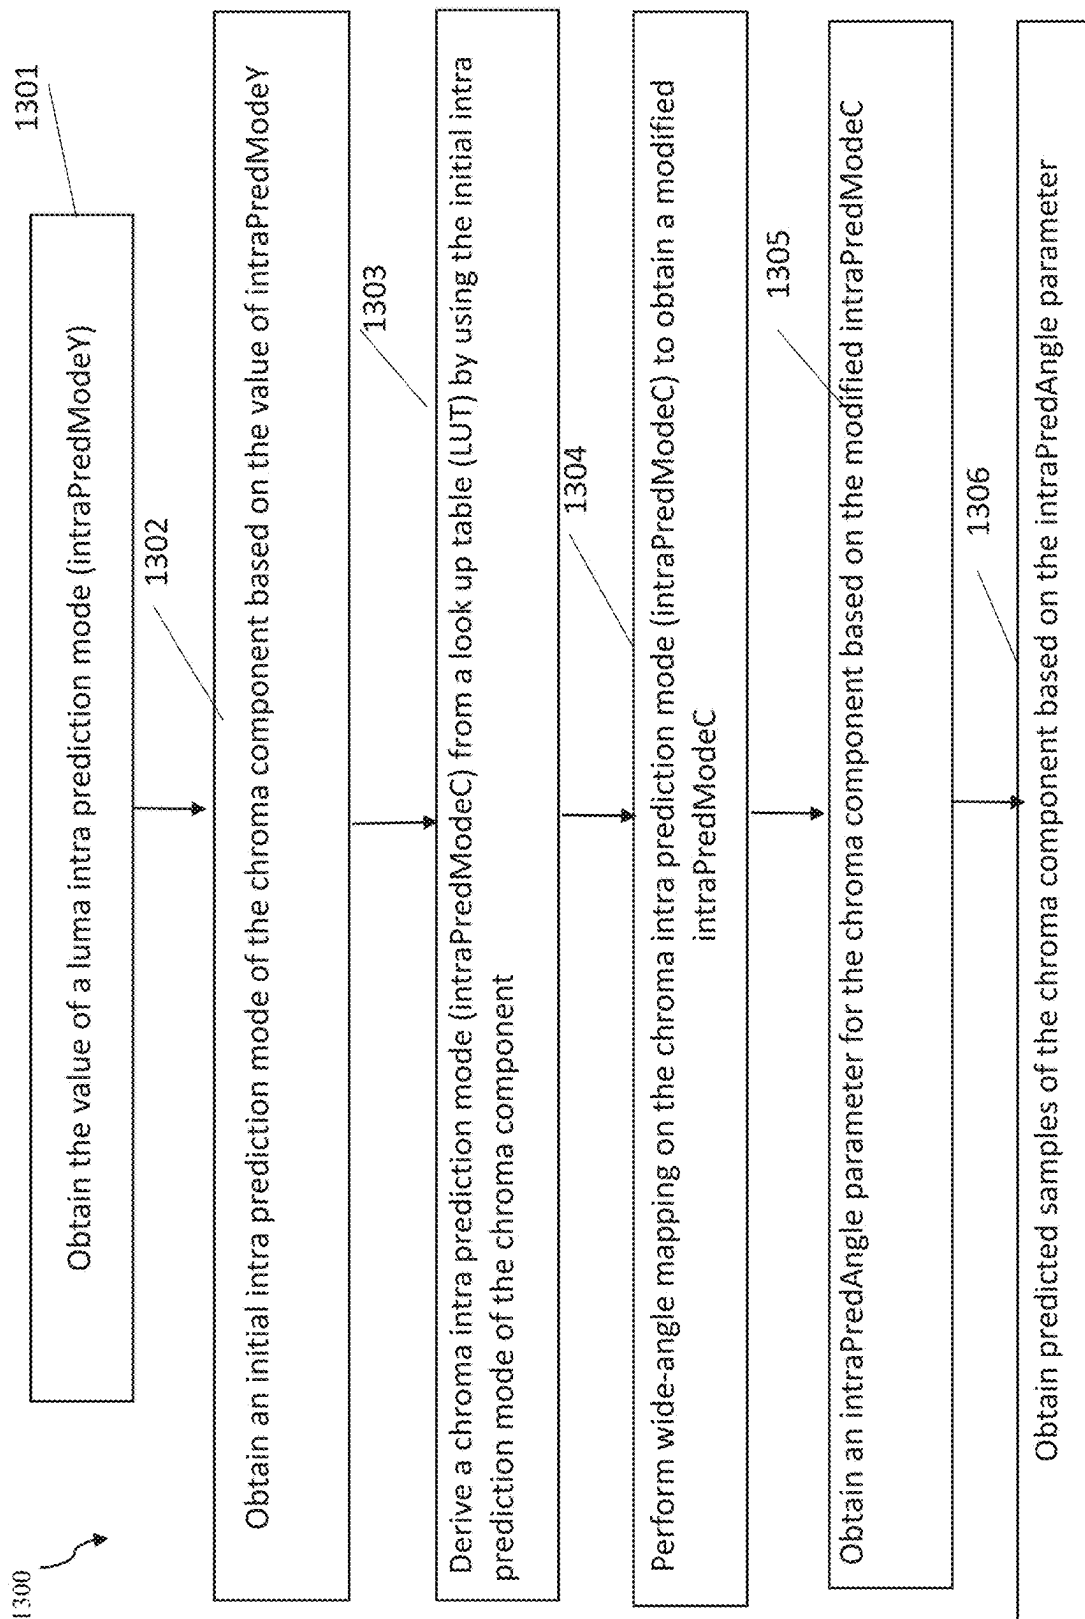 1300
1301
Obtain the value of a luma intra prediction mode (intraPredModeY)
1302
Obtain an initial intra prediction mode of the chroma component based on the value of intraPredModeY
1303
Derive a chroma intra prediction mode (intraPredModeC) from a look up table (LUT) by using the initial intra
prediction mode of the chroma component
1304
Perform wide-angle mapping on the chroma intra prediction mode (intraPredModeC) to obtain a modified
intraPredModeC
1305
Obtain an intraPredAngle parameter for the chroma component based on the modified intraPredModeC
1306
Obtain predicted samples of the chroma component based on the intraPredAngle parameter